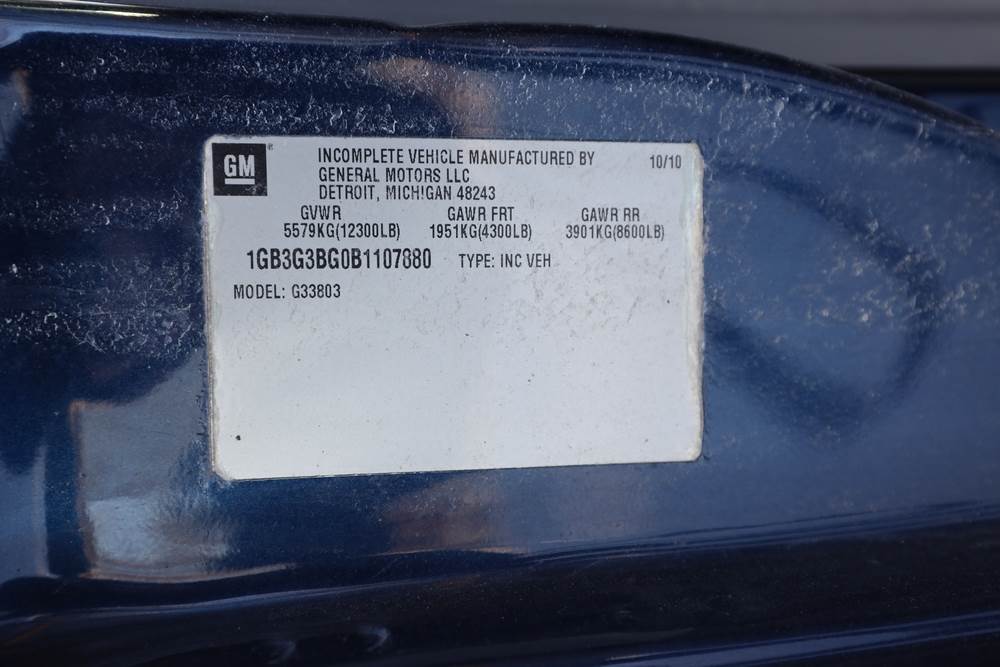 GM
INCOMPLETE VEHICLE MANUFACTURED BY 10/10
GENERAL MOTORS LLC
DETROIT, MICHIGAN 48243
GVWR GAWR FRT GAWR RR
5579KG(12300LB) 1951KG(4300LB) 3901KG(8600LB)
1GB3G3BG0B1107880 TYPE: INC VEH
MODEL: G33803